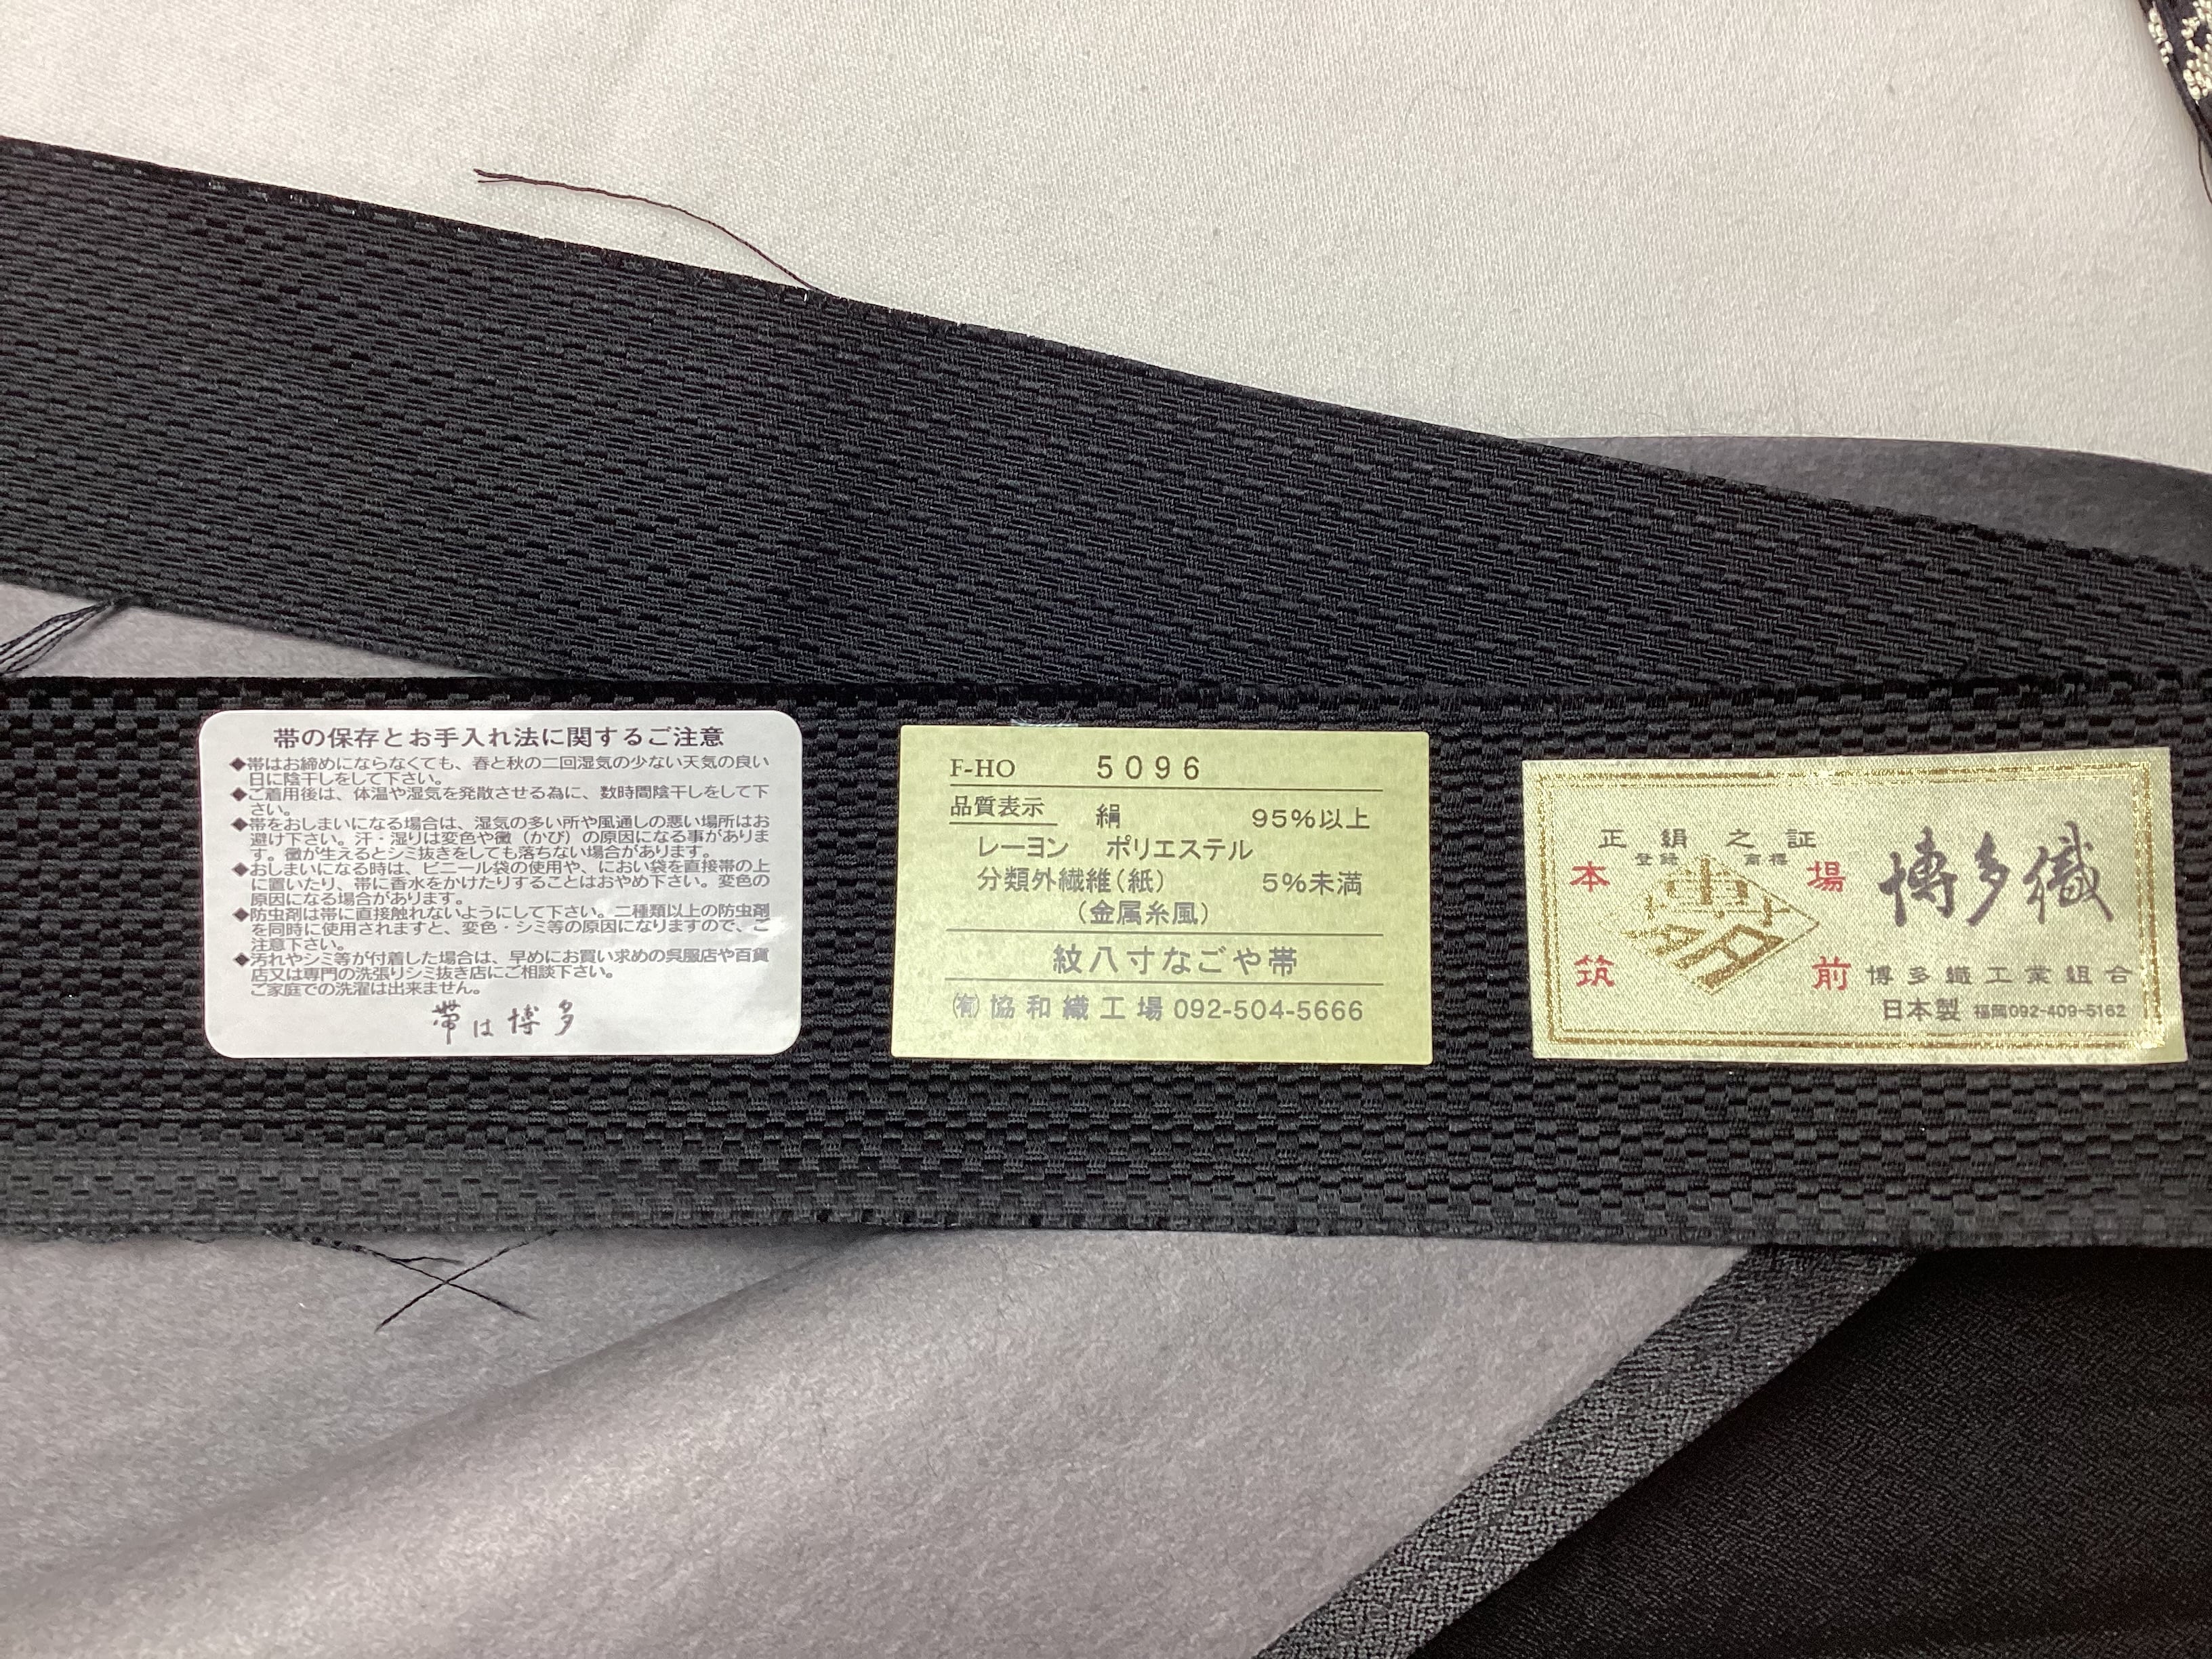 帯の保存とお手入れ法に関するご注意
◆帯はお締めにならなくても、春と秋の二回湿気の少ない天気の良い
日に陰干しをして下さい。
◆ご着用後は、体温や湿気を発散させる為に、数時間陰干しをして下
さい。
◆帯をおしまいになる場合は、湿気の多い所や風通しの悪い場所はお
避け下さい。汗・湿りは変色や黴（かび）の原因になる事がありま
す。黴が生えるとシミ抜きをしても落ちない場合があります。
◆おしまいになる時は、ビニール袋の使用や、におい袋を直接帯の上
に置いたり、帯に香水をかけたりすることはおやめ下さい。変色の
原因になる場合があります。
◆防虫剤は帯に直接触れないようにして下さい。二種類以上の防虫剤
を同時に使用されますと、変色・シミ等の原因になりますので、ご
注意下さい。
◆汚れやシミ等が付着した場合は、早めにお買い求めの呉服店や百貨
店又は専門の洗張りシミ抜き店にご相談下さい。
ご家庭での洗濯は出来ません。
帯は博多
F-HO 5096
品質表示 絹 95%以上
レーヨン ポリエステル
分類外繊維(紙) 5%未満
(金属糸風)
紋八寸なごや帯
㈲協和織工場 092-504-5666
正絹之証
登録 商標
本場
筑前
博多織
博多織工業組合
日本製 福岡092-409-5162